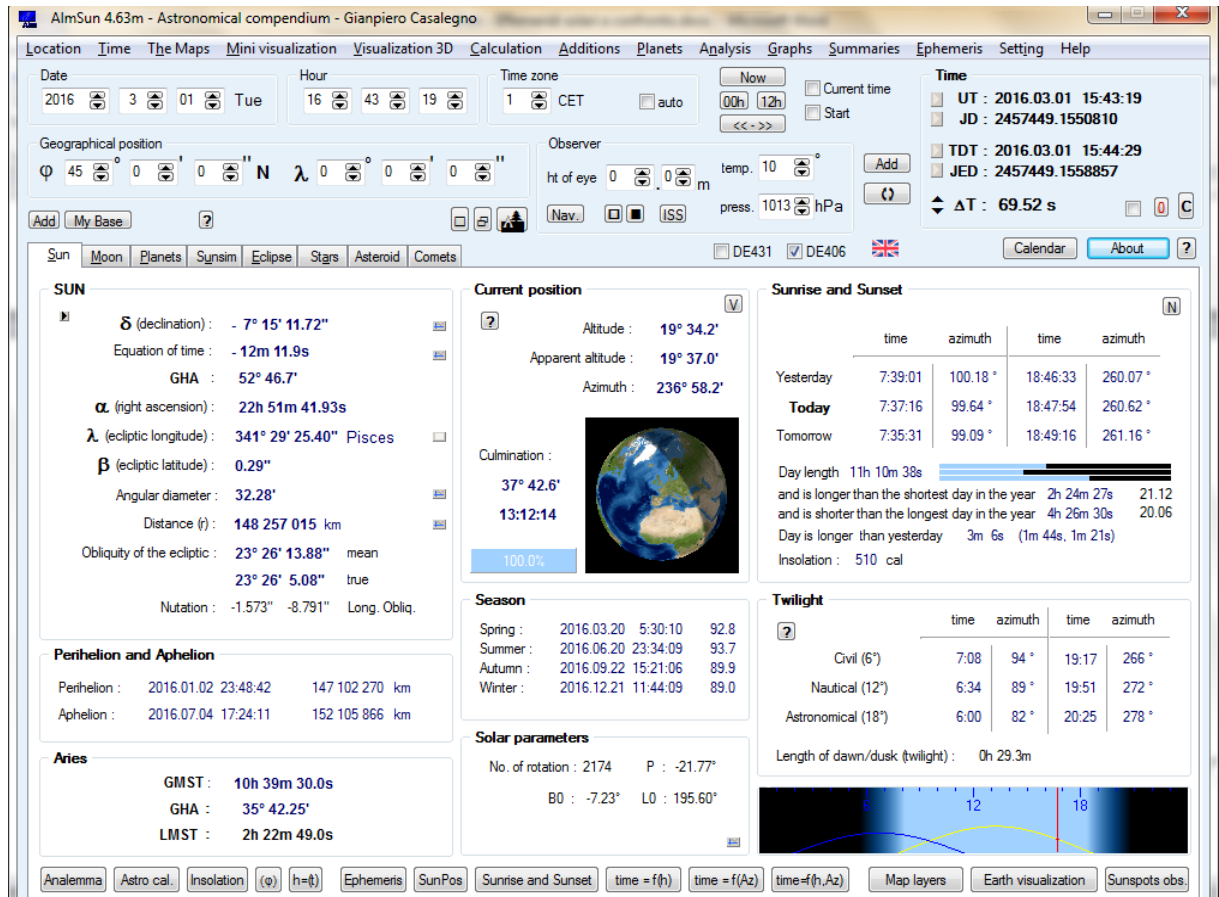 AlmSun 4.63m - Astronomical compendium - Gianpiero Casalegno
Location Time The Maps Mini visualization Visualization 3D Calculation Additions Planets Analysis Graphs Summaries Ephemeris Setting Help
Date Hour Time zone Now Current time Time
2016 3 01 Tue 16 43 19 1 CET auto 00h 12h Start UT : 2016.03.01 15:43:19
<< - >> JD : 2457449.1550810
Geographical position Observer
φ 45 ° 0 ' 0 " N λ 0 ° 0 ' 0 " ht of eye 0 . 0 m temp. 10 ° Add TDT : 2016.03.01 15:44:29
JED : 2457449.1558857
Add My Base ? Nav. ISS press. 1013 hPa ΔT : 69.52 s 0 C
Sun Moon Planets Sunsim Eclipse Stars Asteroid Comets DE431 DE406 Calendar About ?
SUN
δ (declination) : - 7° 15' 11.72"
Equation of time : - 12m 11.9s
GHA : 52° 46.7'
α (right ascension) : 22h 51m 41.93s
λ (ecliptic longitude) : 341° 29' 25.40" Pisces
β (ecliptic latitude) : 0.29"
Angular diameter : 32.28'
Distance (r) : 148 257 015 km
Obliquity of the ecliptic : 23° 26' 13.88" mean
23° 26' 5.08" true
Nutation : -1.573" -8.791" Long. Obliq.
Perihelion and Aphelion
Perihelion : 2016.01.02 23:48:42 147 102 270 km
Aphelion : 2016.07.04 17:24:11 152 105 866 km
Aries
GMST : 10h 39m 30.0s
GHA : 35° 42.25'
LMST : 2h 22m 49.0s
Current position
V
? Altitude : 19° 34.2'
Apparent altitude : 19° 37.0'
Azimuth : 236° 58.2'
Culmination :
37° 42.6'
13:12:14
100.0%
Season
Spring : 2016.03.20 5:30:10 92.8
Summer : 2016.06.20 23:34:09 93.7
Autumn : 2016.09.22 15:21:06 89.9
Winter : 2016.12.21 11:44:09 89.0
Solar parameters
No. of rotation : 2174 P : -21.77°
B0 : -7.23° L0 : 195.60°
Sunrise and Sunset
N
time azimuth time azimuth
Yesterday 7:39:01 100.18 ° 18:46:33 260.07 °
Today 7:37:16 99.64 ° 18:47:54 260.62 °
Tomorrow 7:35:31 99.09 ° 18:49:16 261.16 °
Day length 11h 10m 38s
and is longer than the shortest day in the year 2h 24m 27s 21.12
and is shorter than the longest day in the year 4h 26m 30s 20.06
Day is longer than yesterday 3m 6s (1m 44s, 1m 21s)
Insolation : 510 cal
Twilight
time azimuth time azimuth
?
Civil (6°) 7:08 94 ° 19:17 266 °
Nautical (12°) 6:34 89 ° 19:51 272 °
Astronomical (18°) 6:00 82 ° 20:25 278 °
Length of dawn/dusk (twilight) : 0h 29.3m
6 12 18
Analemma Astro cal. Insolation (φ) h=(t) Ephemeris SunPos Sunrise and Sunset time = f(h) time = f(Az) time=f(h,Az) Map layers Earth visualization Sunspots obs.